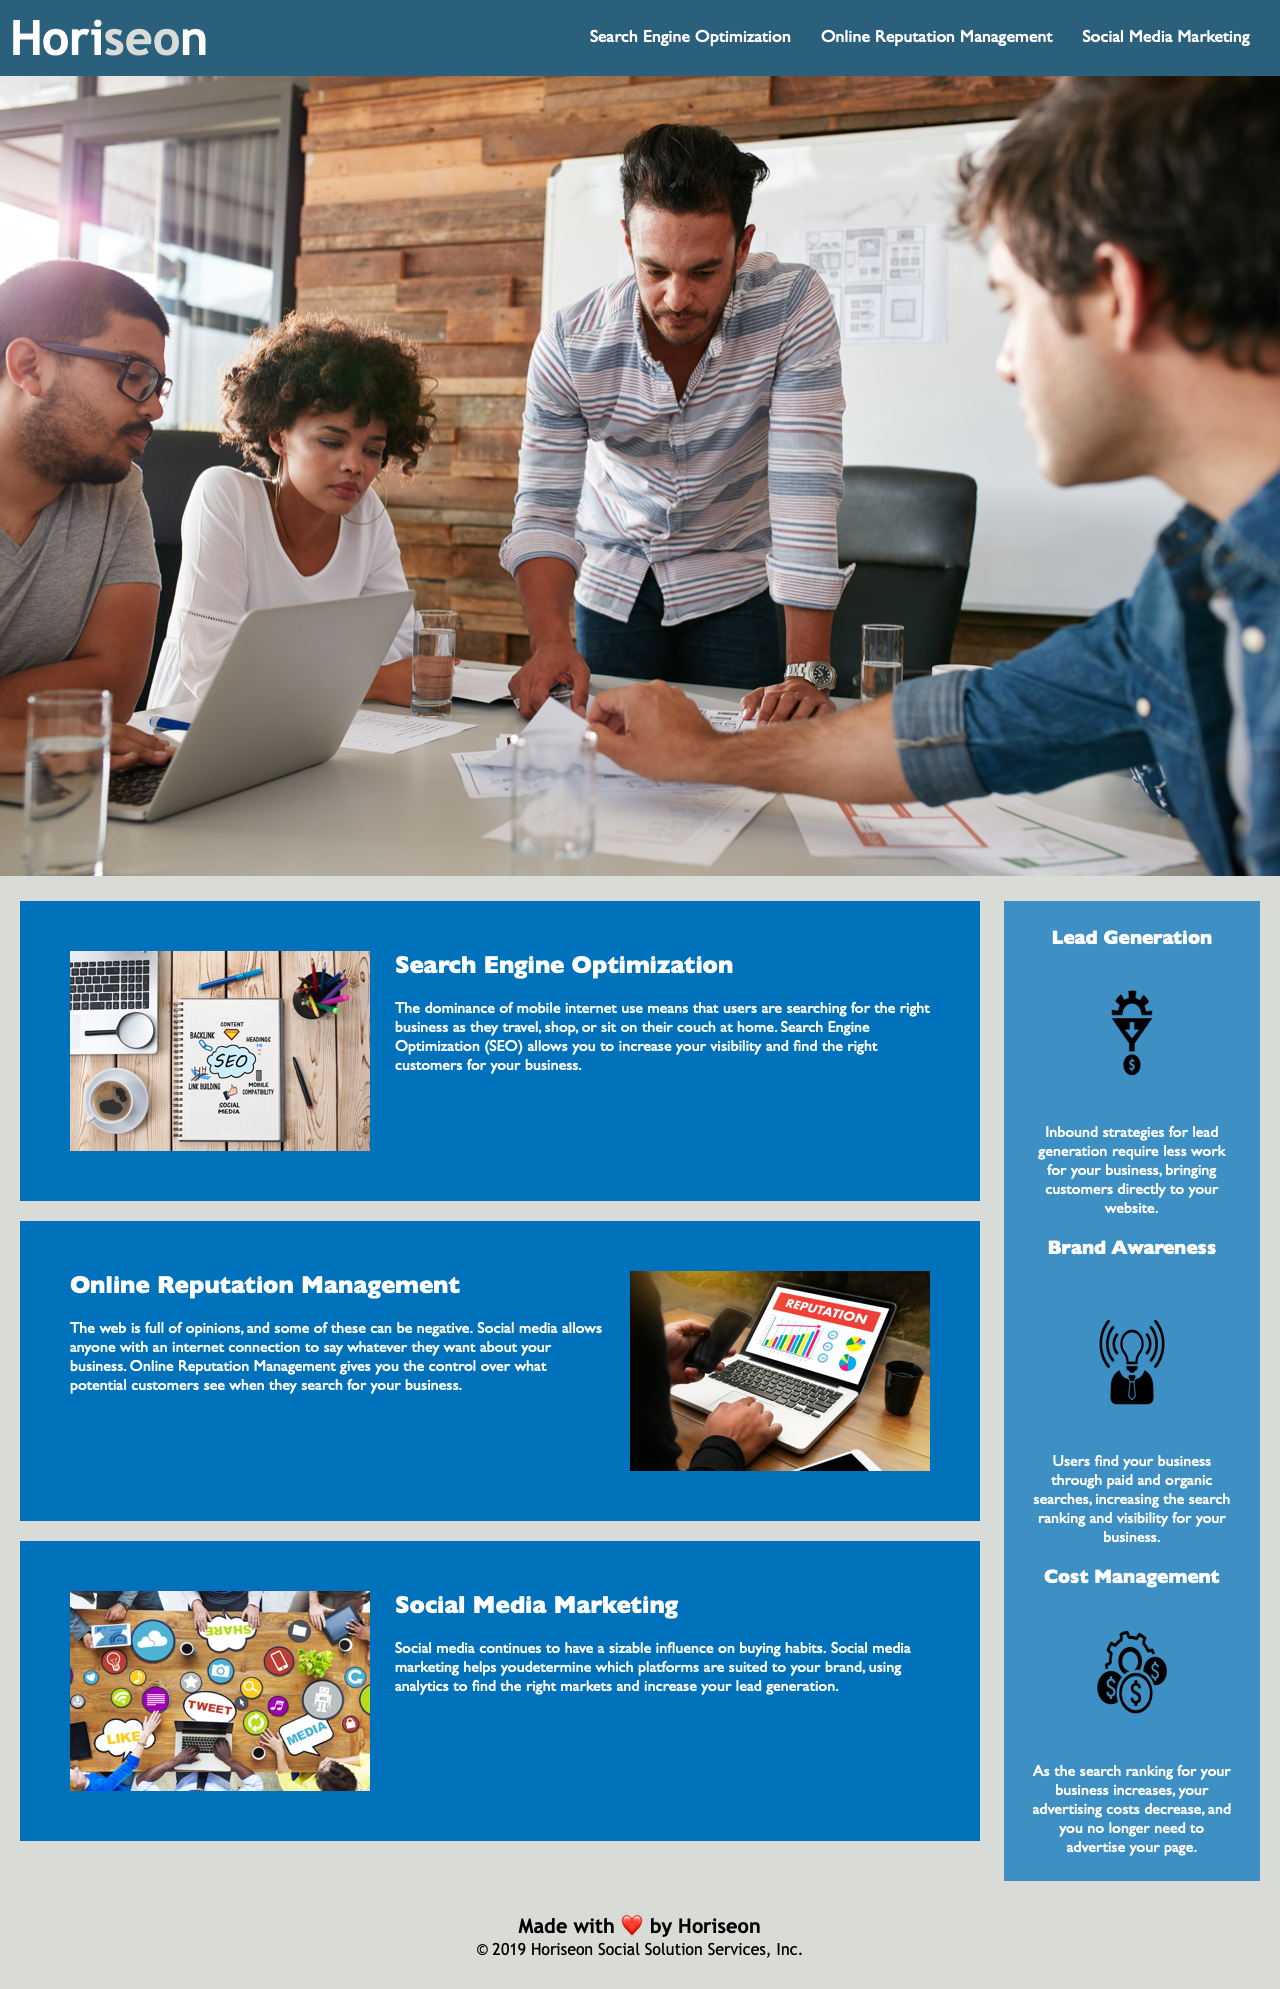 Horiseon
Search Engine Optimization
Online Reputation Management
Social Media Marketing
Search Engine Optimization
The dominance of mobile internet use means that users are searching for the right
business as they travel, shop, or sit on their couch at home. Search Engine
Optimization (SEO) allows you to increase your visibility and find the right
customers for your business.
CONTENT
BACKLINK
HEADINGS
SEO
LINK BUILDING
MOBILE
COMPATIBILITY
SOCIAL
MEDIA
Online Reputation Management
The web is full of opinions, and some of these can be negative. Social media allows
anyone with an internet connection to say whatever they want about your
business. Online Reputation Management gives you the control over what
potential customers see when they search for your business.
REPUTATION
Social Media Marketing
Social media continues to have a sizable influence on buying habits. Social media
marketing helps youdetermine which platforms are suited to your brand, using
analytics to find the right markets and increase your lead generation.
SHARE
TWEET
LIKE
MEDIA
Lead Generation
$
Inbound strategies for lead
generation require less work
for your business, bringing
customers directly to your
website.
Brand Awareness
Users find your business
through paid and organic
searches, increasing the search
ranking and visibility for your
business.
Cost Management
$
$
$
As the search ranking for your
business increases, your
advertising costs decrease, and
you no longer need to
advertise your page.
Made with ❤️ by Horiseon
© 2019 Horiseon Social Solution Services, Inc.